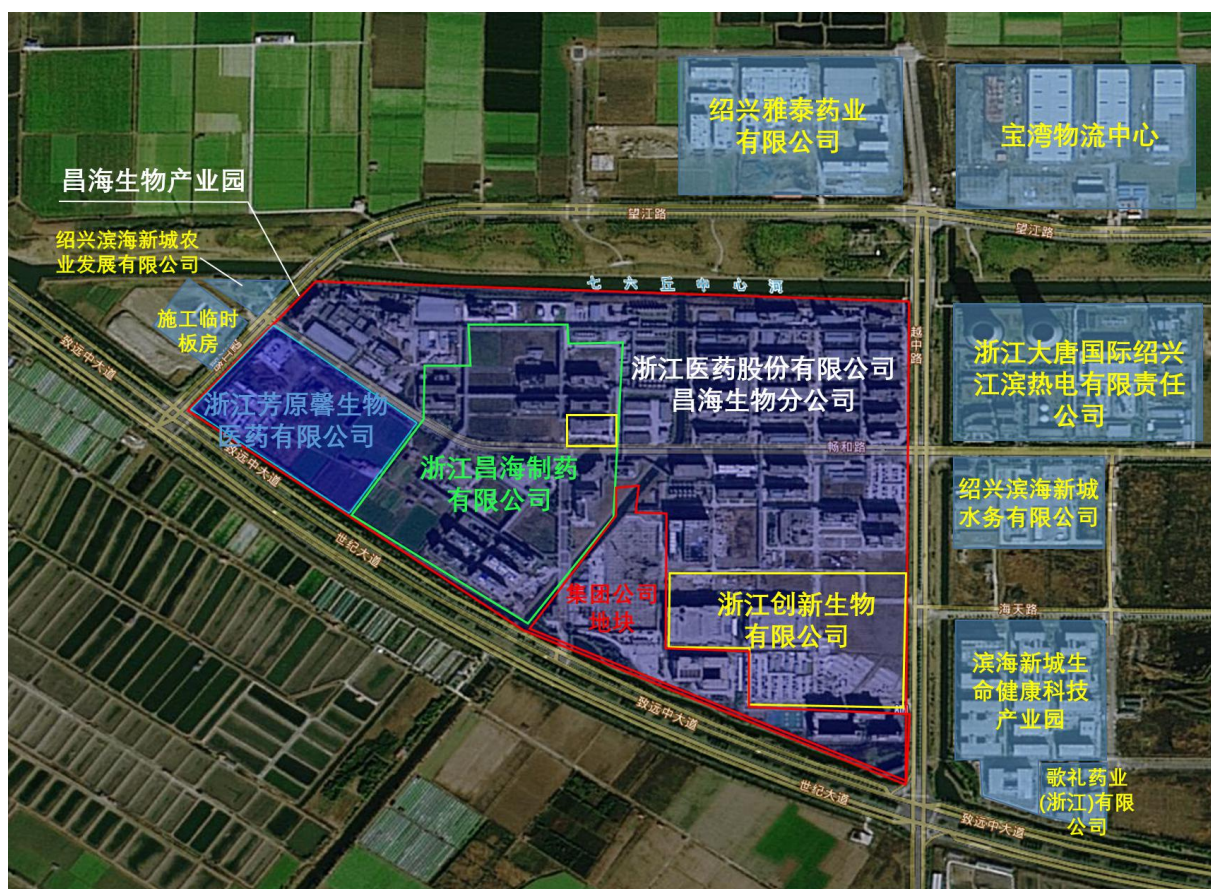 绍兴雅泰药业
有限公司
宝湾物流中心
昌海生物产业园
望江路
望江路
绍兴滨海新城农
业发展有限公司
七六丘中心河
施工临时
板房
望江路
越中路
致远中大道
浙江大唐国际绍兴
江滨热电有限责任
公司
浙江医药股份有限公司
昌海生物分公司
浙江芳原馨生物
医药有限公司
畅和路
致远中大道
浙江昌海制药
有限公司
绍兴滨海新城
水务有限公司
世纪大道
集团公司
地块
浙江创新生物
有限公司
海天路
滨海新城生
命健康科技
产业园
致远中大道
世纪大道
歌礼药业
(浙江)有限
公司
致远中大道